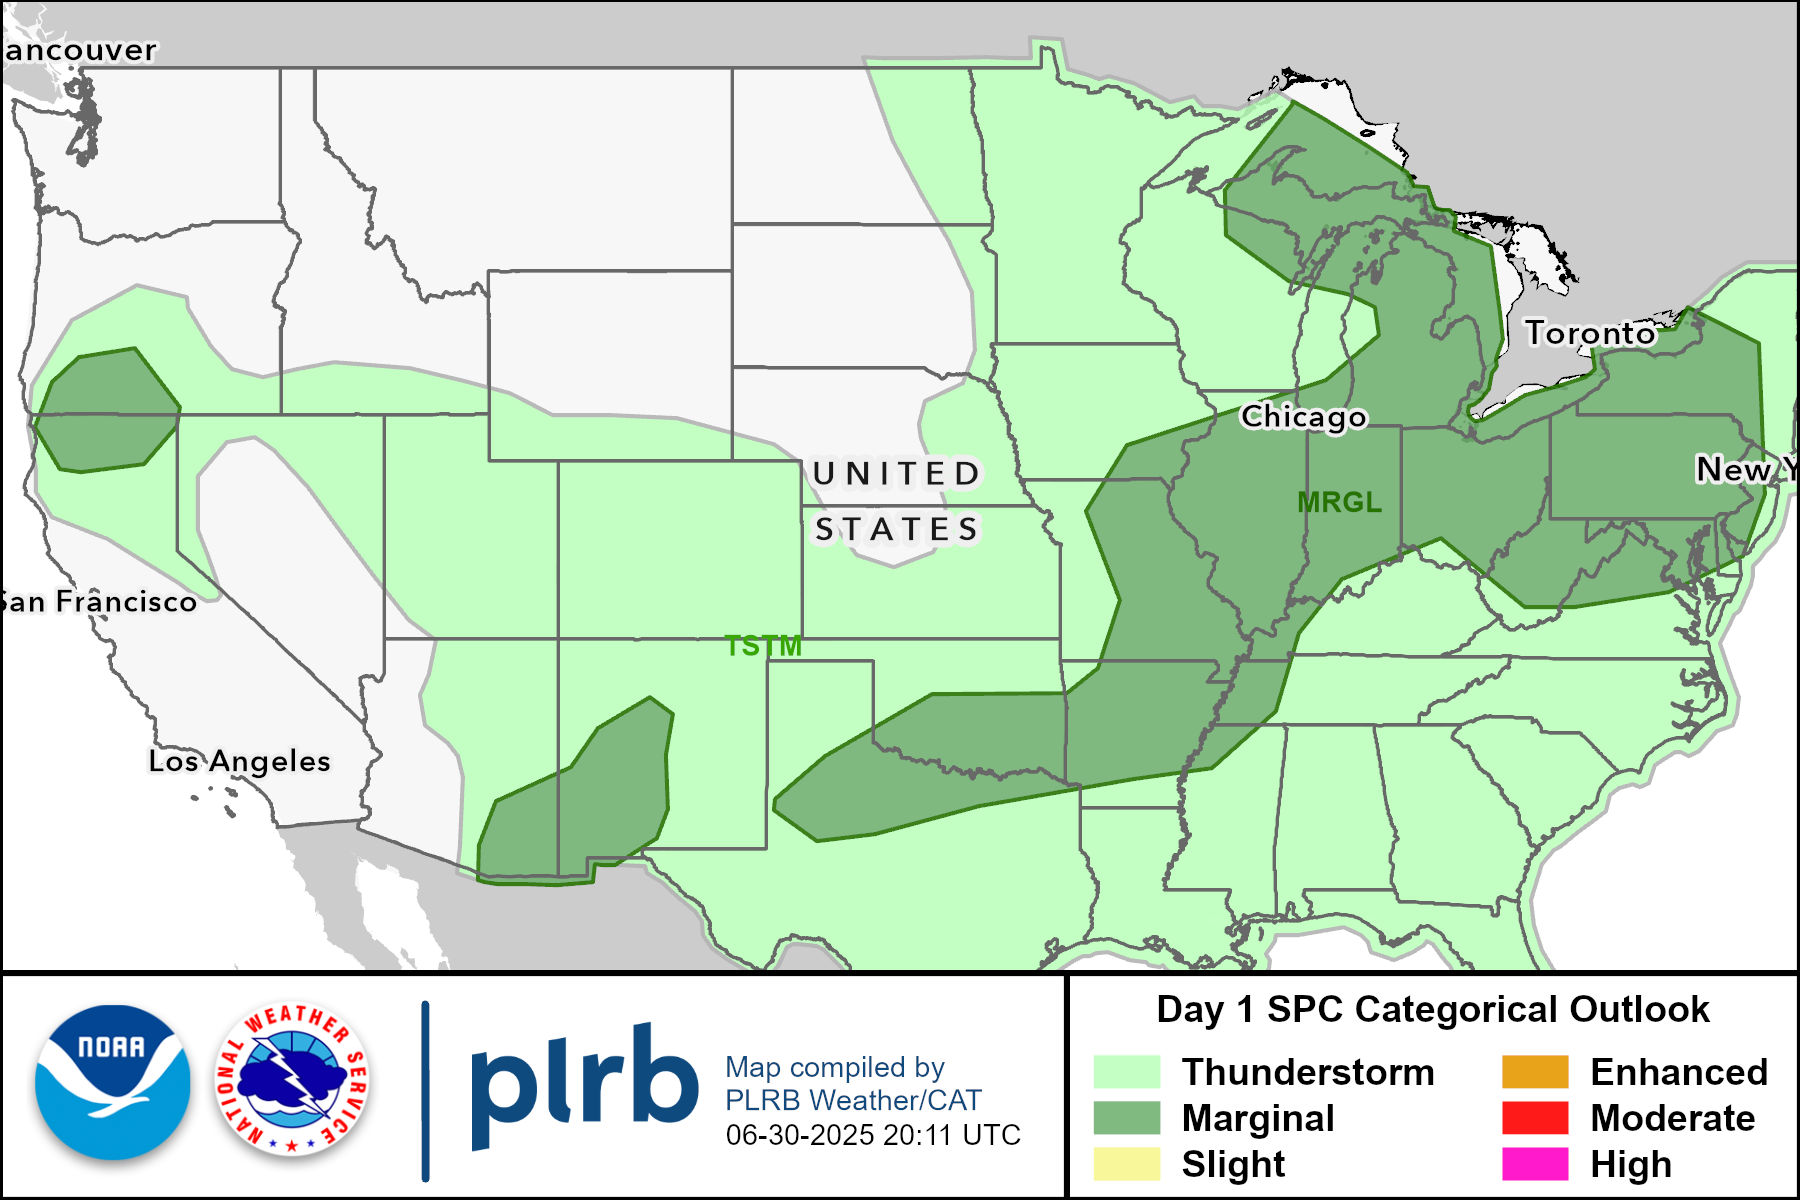 ancouver
Toronto
Chicago
New Y
UNITED
MRGL
STATES
San Francisco
TSTM
Los Angeles
NOAA
NATIONAL WEATHER SERVICE
plrb
Map compiled by
PLRB Weather/CAT
06-30-2025 20:11 UTC
Day 1 SPC Categorical Outlook
Thunderstorm
Marginal
Slight
Enhanced
Moderate
High